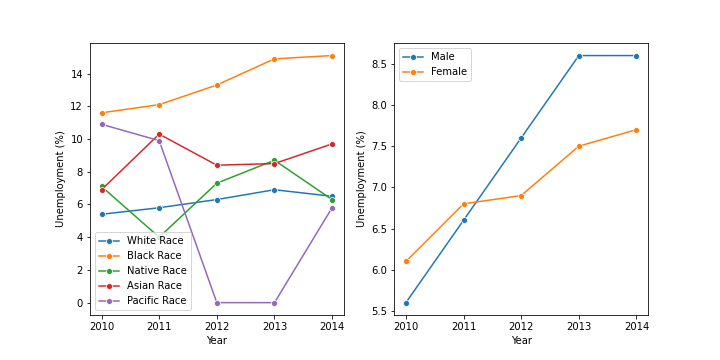 14
12
10
8
6
4
2
0
Unemployment (%)
White Race
Black Race
Native Race
Asian Race
Pacific Race
2010 2011 2012 2013 2014
Year
8.5
8.0
7.5
7.0
6.5
6.0
5.5
Unemployment (%)
Male
Female
2010 2011 2012 2013 2014
Year